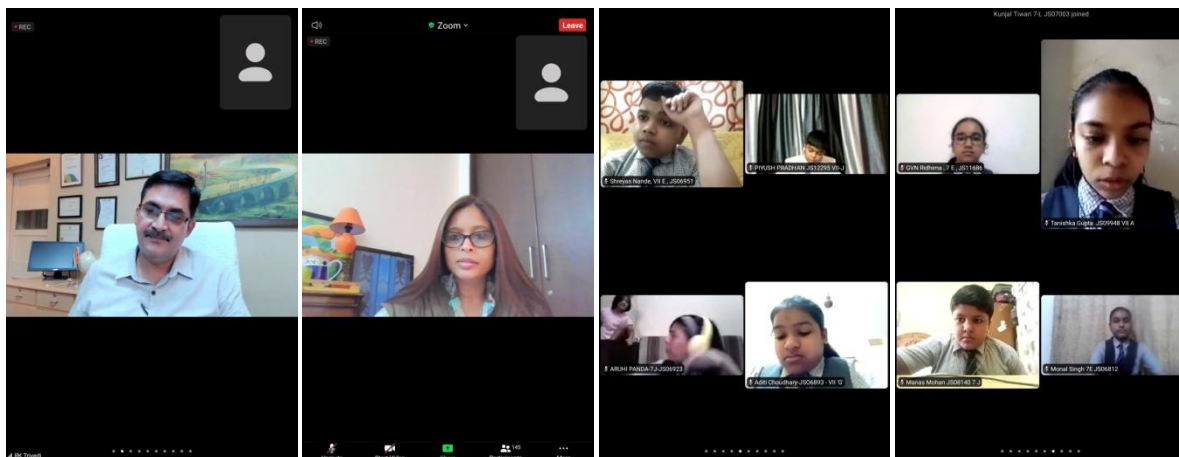 REC
RK Trivedi
Zoom
Leave
REC
145
Participants
More
Shreyas Nande, VII E , JS06951
PIYUSH PRADHAN JS12295 VII-J
ARUHI PANDA-7J-JS06923
Aditi Choudhary-JS06893 - VII 'G'
Kunjal Tiwari 7-I, JS07003 joined
GVN Ridhima , 7 E , JS11686
Tanishka Gupta JS09948 VII A
Manas Mohan JS08140 7 J
Monal Singh 7E JS06812